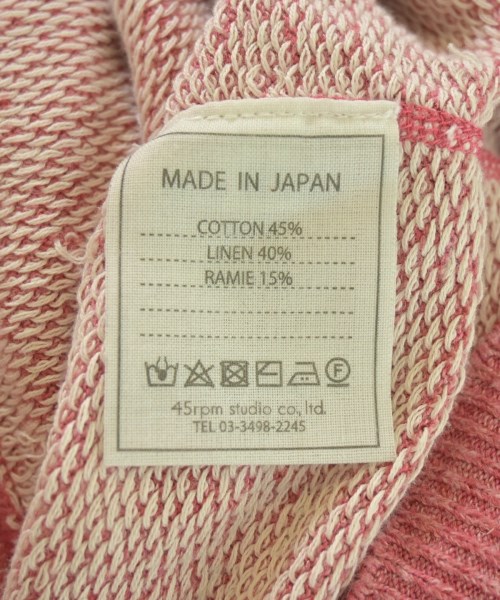 MADE IN JAPAN
COTTON 45%
LINEN 40%
RAMIE 15%
F
45rpm studio co., ltd.
TEL 03-3498-2245